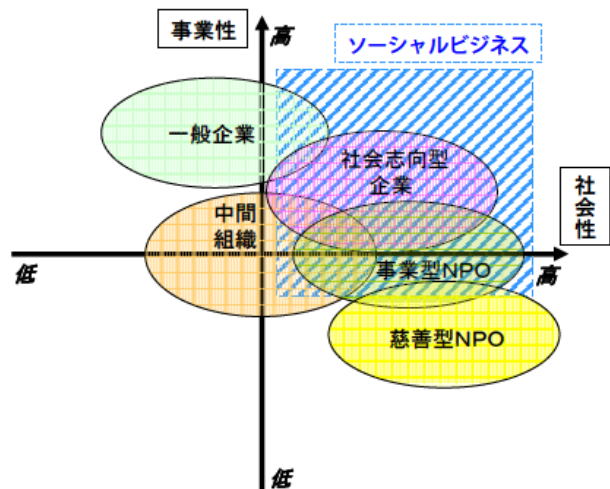 事業性
高
ソーシャルビジネス
一般企業
社会志向型
企業
社会性
中間
組織
低
事業型NPO
高
慈善型NPO
低